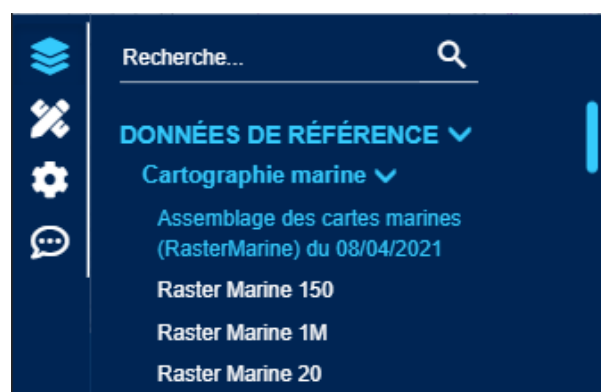 Recherche...
DONNÉES DE RÉFÉRENCE
Cartographie marine
Assemblage des cartes marines
(RasterMarine) du 08/04/2021
Raster Marine 150
Raster Marine 1M
Raster Marine 20